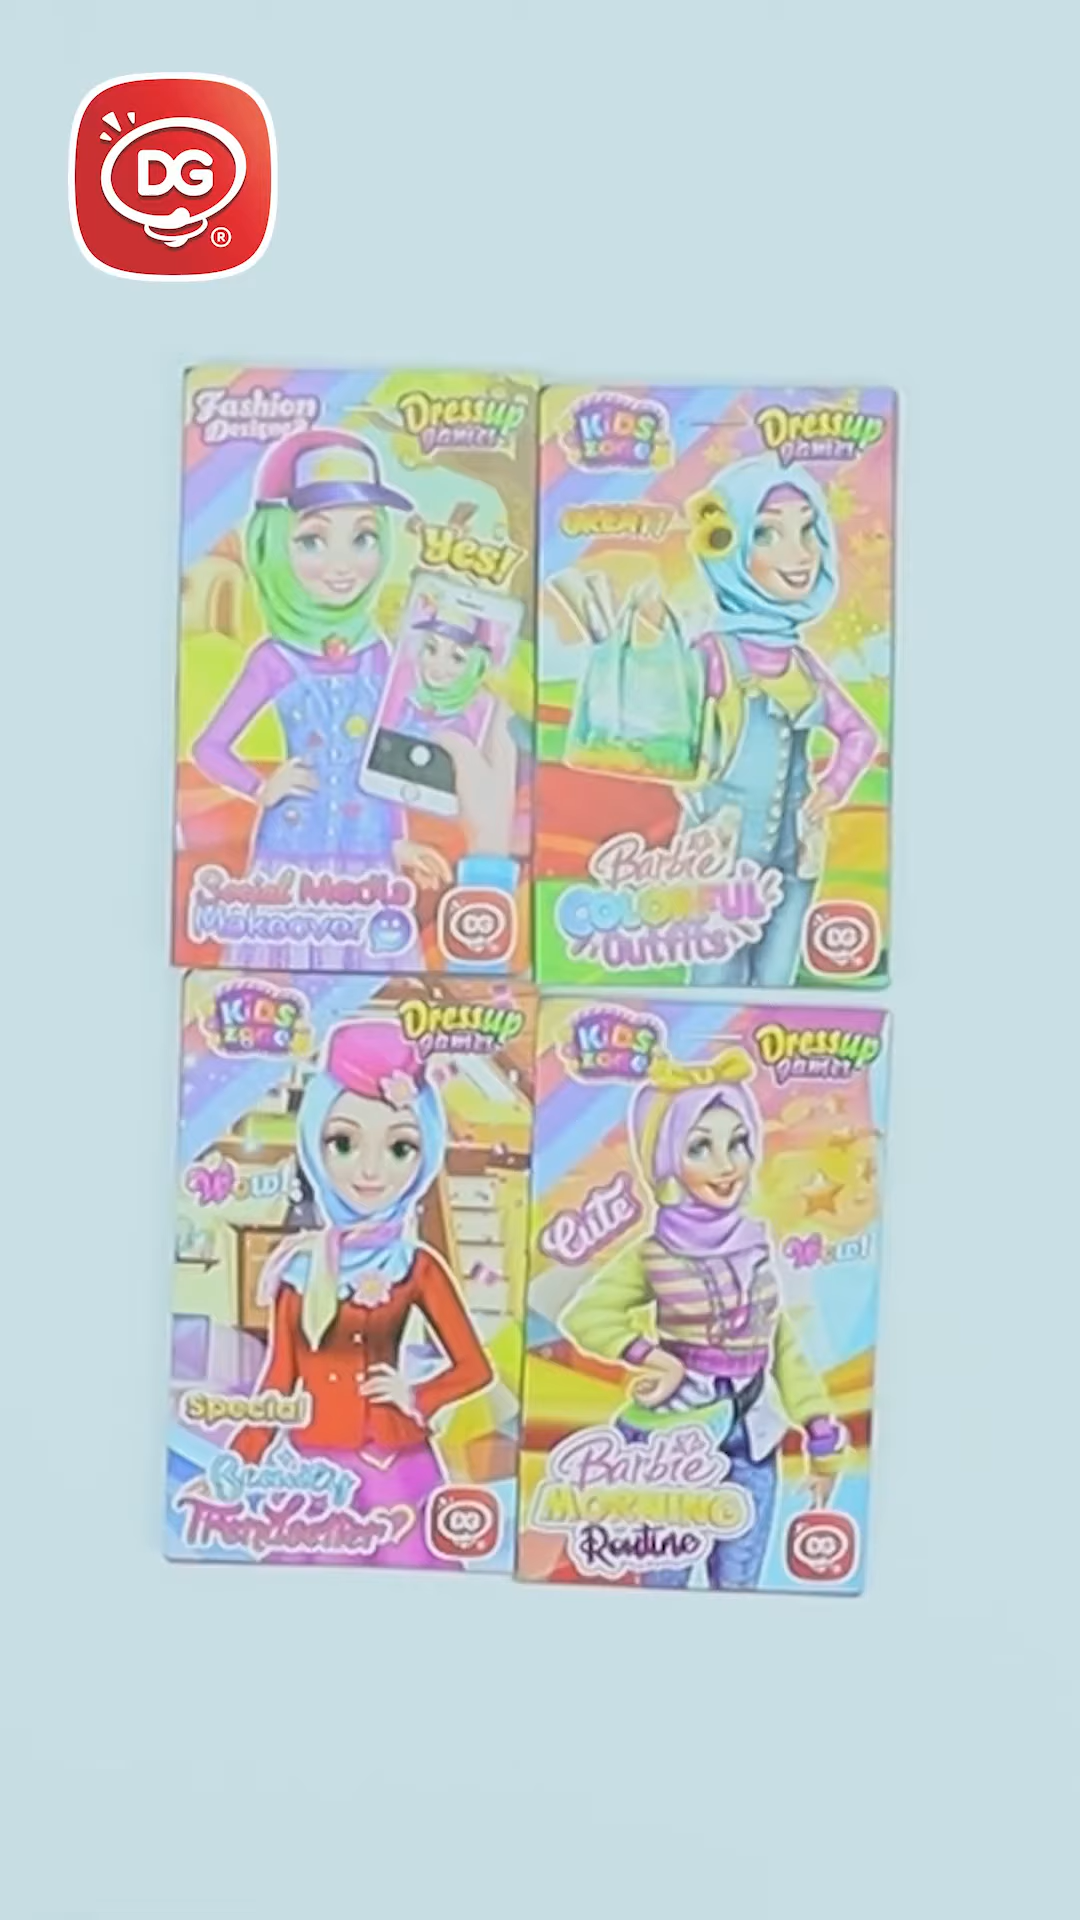 DG
®
Fashion
Designer
Dressup
games
Yes!
Social Media
Makeover
DG
KiDS
zone
Dressup
games
GREAT!
Barbie
COLORFUL
Outfits
DG
KiDS
zone
Dressup
games
Wow!
Special
Beauty
Trendsetter
DG
KiDS
zone
Dressup
games
Cute
Wow!
Barbie
MORNING
Routine
DG